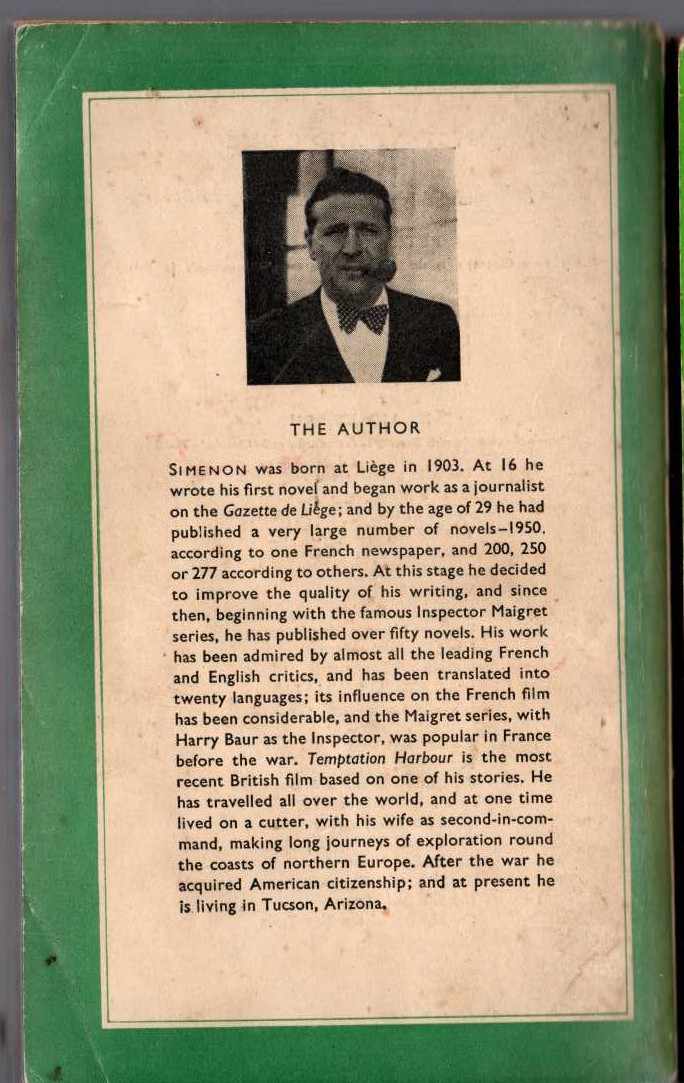 THE AUTHOR
SIMENON was born at Liège in 1903. At 16 he
wrote his first novel and began work as a journalist
on the Gazette de Liège; and by the age of 29 he had
published a very large number of novels–1950.
according to one French newspaper, and 200, 250
or 277 according to others. At this stage he decided
to improve the quality of his writing, and since
then, beginning with the famous Inspector Maigret
series, he has published over fifty novels. His work
has been admired by almost all the leading French
and English critics, and has been translated into
twenty languages; its influence on the French film
has been considerable, and the Maigret series, with
Harry Baur as the Inspector, was popular in France
before the war. Temptation Harbour is the most
recent British film based on one of his stories. He
has travelled all over the world, and at one time
lived on a cutter, with his wife as second-in-com-
mand, making long journeys of exploration round
the coasts of northern Europe. After the war he
acquired American citizenship; and at present he
is living in Tucson, Arizona.